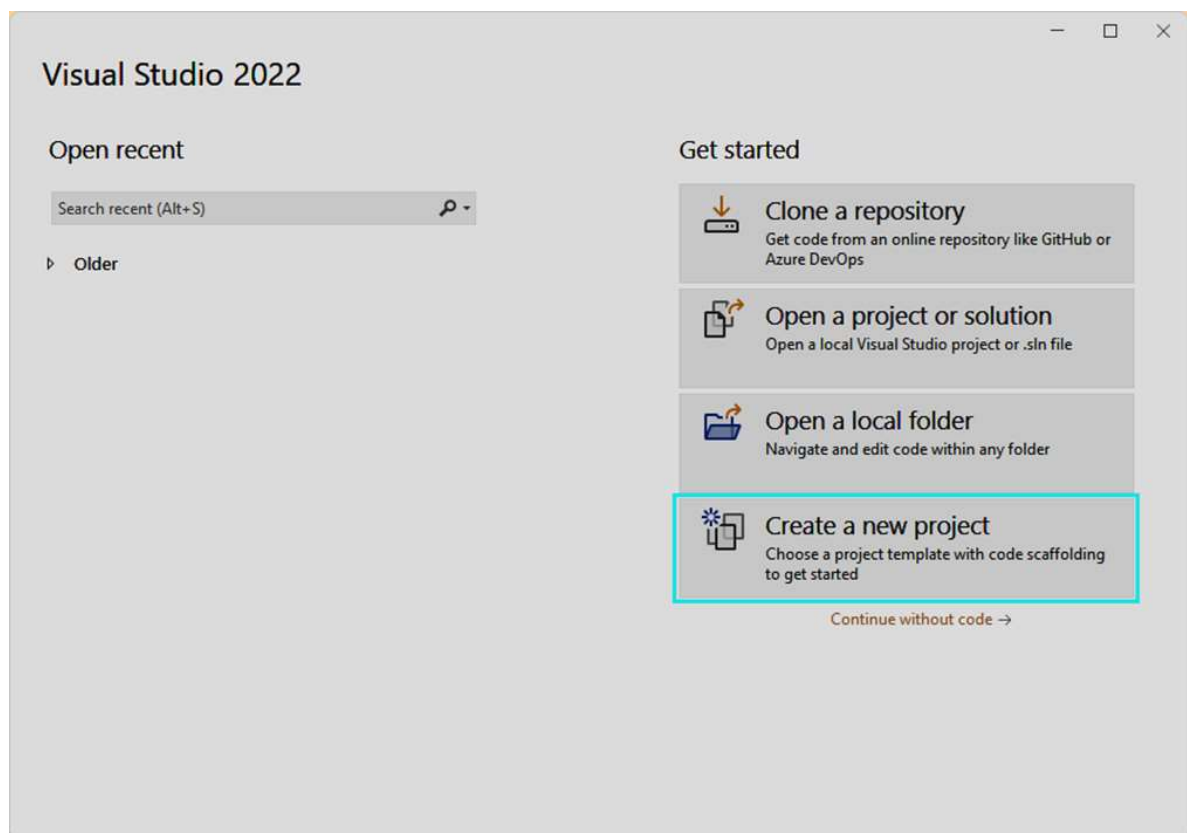 Visual Studio 2022
Open recent
Search recent (Alt+S)
Older
Get started
Clone a repository
Get code from an online repository like GitHub or
Azure DevOps
Open a project or solution
Open a local Visual Studio project or .sln file
Open a local folder
Navigate and edit code within any folder
Create a new project
Choose a project template with code scaffolding
to get started
Continue without code →